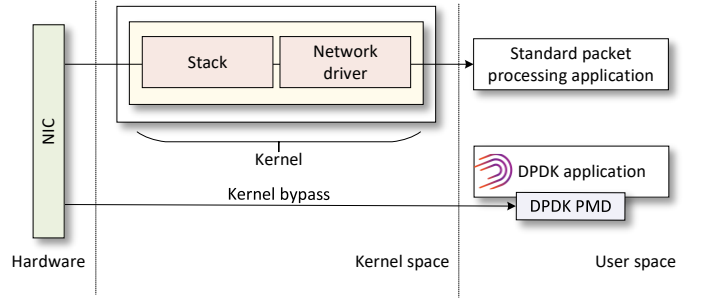 NIC
Stack
Network
driver
Standard packet
processing application
Kernel
DPDK application
Kernel bypass
DPDK PMD
Hardware
Kernel space
User space